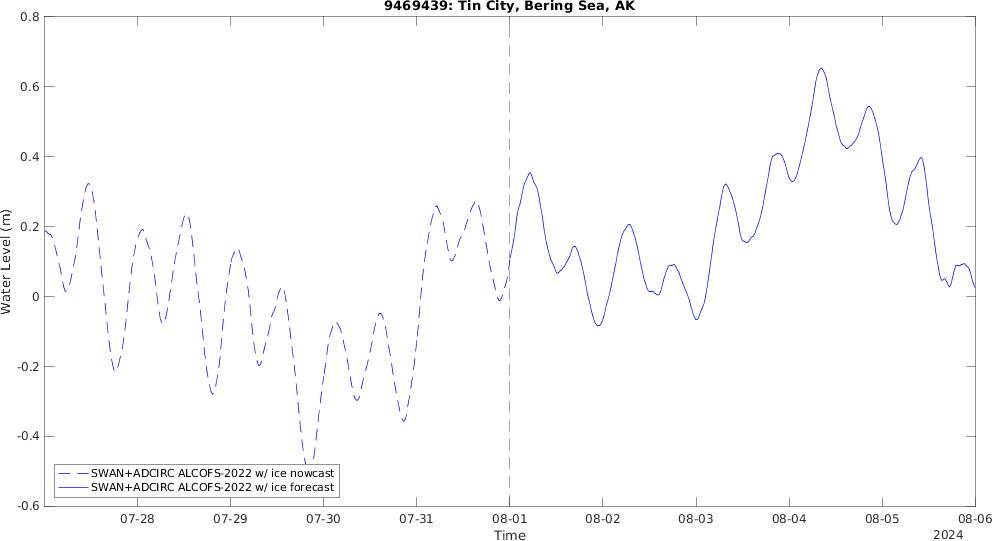 9469439: Tin City, Bering Sea, AK
0.8
0.6
0.4
0.2
0
-0.2
-0.4
-0.6
Water Level (m)
SWAN+ADCIRC ALCOFS-2022 w/ ice nowcast
SWAN+ADCIRC ALCOFS-2022 w/ ice forecast
07-28 07-29 07-30 07-31 08-01 08-02 08-03 08-04 08-05 08-06
Time
2024